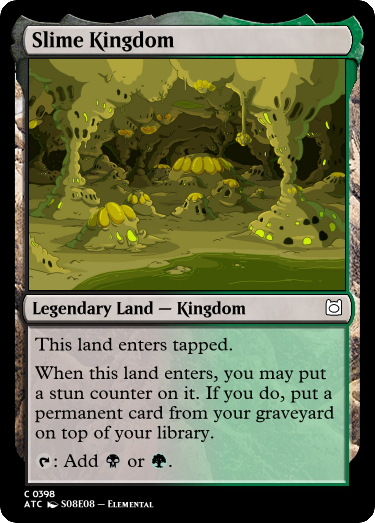 Slime Kingdom
Legendary Land — Kingdom
This land enters tapped.
When this land enters, you may put
a stun counter on it. If you do, put a
permanent card from your graveyard
on top of your library.
: Add or .
C 0398
ATC S08E08 — Elemental